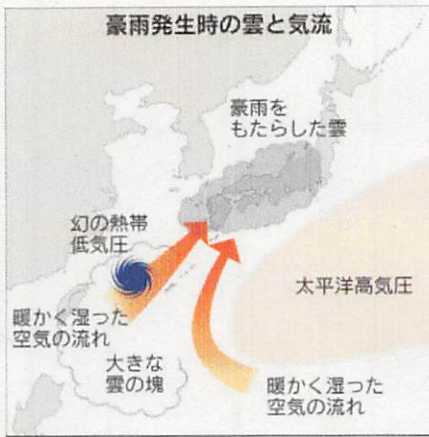 豪雨発生時の雲と気流
豪雨を
もたらした雲
幻の熱帯
低気圧
太平洋高気圧
暖かく湿った
空気の流れ
大きな
雲の塊
暖かく湿った
空気の流れ